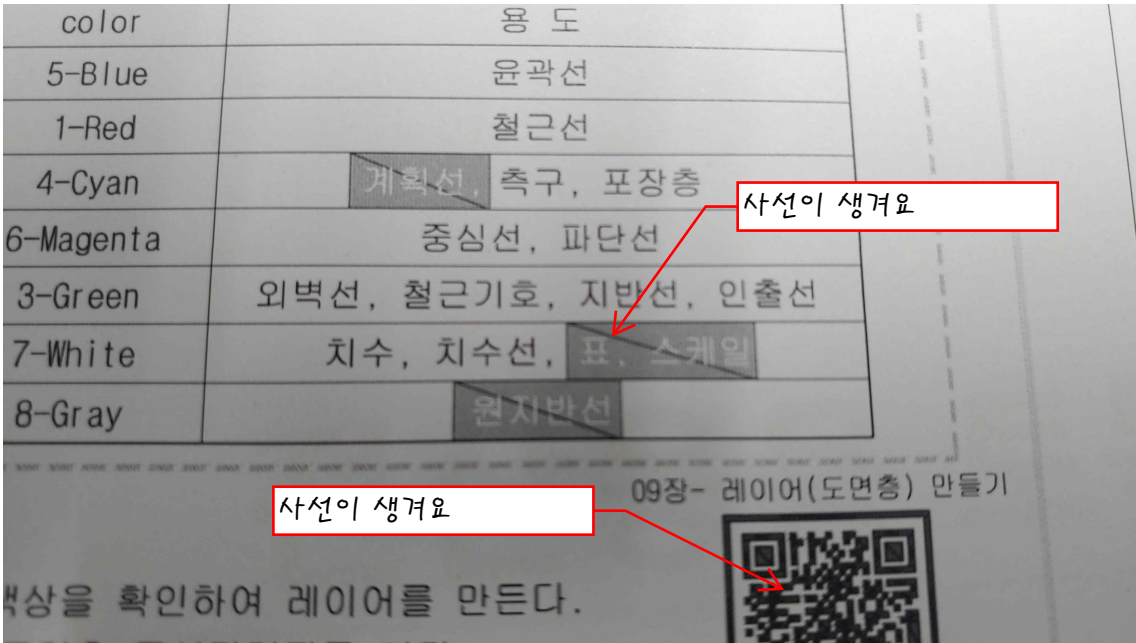 color 용 도
5-Blue 윤곽선
1-Red 철근선
4-Cyan 계획선, 측구, 포장층
사선이 생겨요
6-Magenta 중심선, 파단선
3-Green 외벽선, 철근기호, 지반선, 인출선
7-White 치수, 치수선, 표, 스케일
8-Gray 원지반선
09장- 레이어(도면층) 만들기
사선이 생겨요
색상을 확인하여 레이어를 만든다.